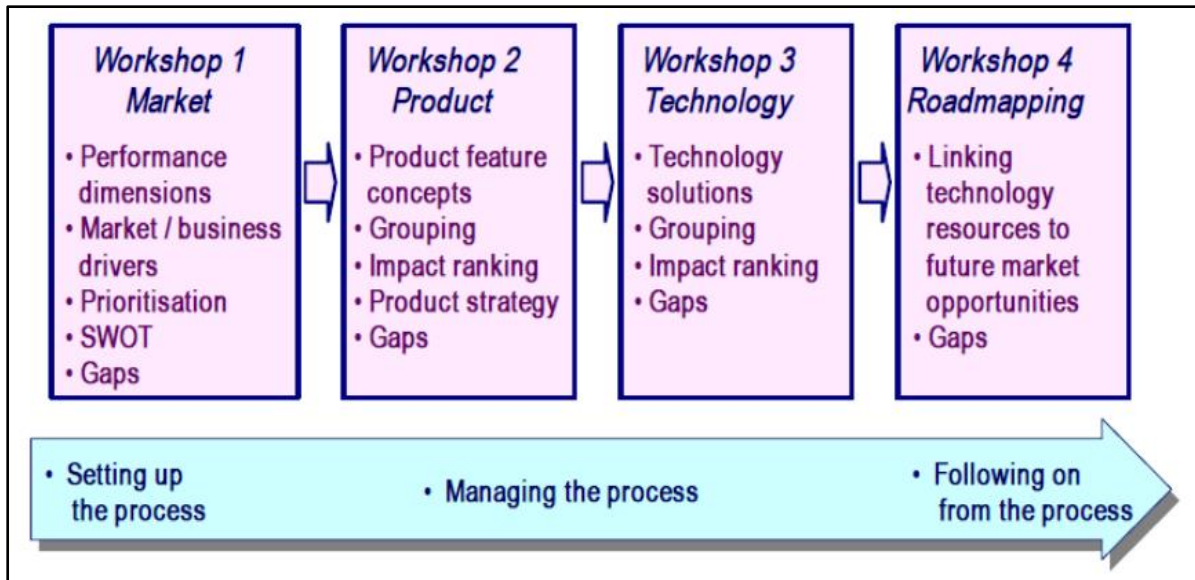 Workshop 1
Market
• Performance
dimensions
• Market / business
drivers
• Prioritisation
• SWOT
• Gaps
Workshop 2
Product
• Product feature
concepts
• Grouping
• Impact ranking
• Product strategy
• Gaps
Workshop 3
Technology
• Technology
solutions
• Grouping
• Impact ranking
• Gaps
Workshop 4
Roadmapping
• Linking
technology
resources to
future market
opportunities
• Gaps
• Setting up
the process
• Managing the process
• Following on
from the process